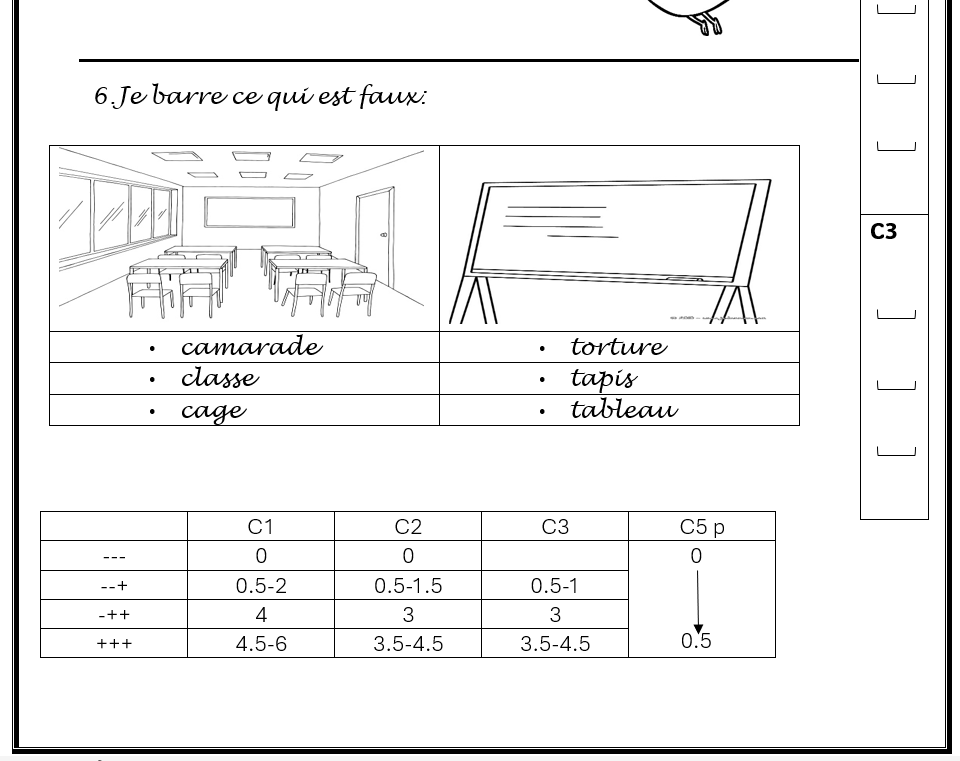 6.Je barre ce qui est faux:
C3
• camarade • torture
• classe • tapis
• cage • tableau
C1 C2 C3 C5 p
--- 0 0 0
--+ 0.5-2 0.5-1.5 0.5-1
-++ 4 3 3
+++ 4.5-6 3.5-4.5 3.5-4.5 0.5